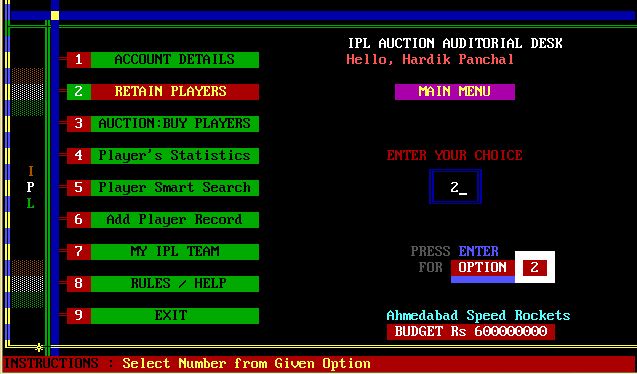 IPL AUCTION AUDITORIAL DESK
Hello, Hardik Panchal
MAIN MENU
1 ACCOUNT DETAILS
2 RETAIN PLAYERS
3 AUCTION:BUY PLAYERS
4 Player's Statistics
5 Player Smart Search
6 Add Player Record
7 MY IPL TEAM
8 RULES / HELP
9 EXIT
I
P
L
ENTER YOUR CHOICE
2_
PRESS ENTER
FOR OPTION 2
Ahmedabad Speed Rockets
BUDGET Rs 600000000
INSTRUCTIONS : Select Number from Given Option